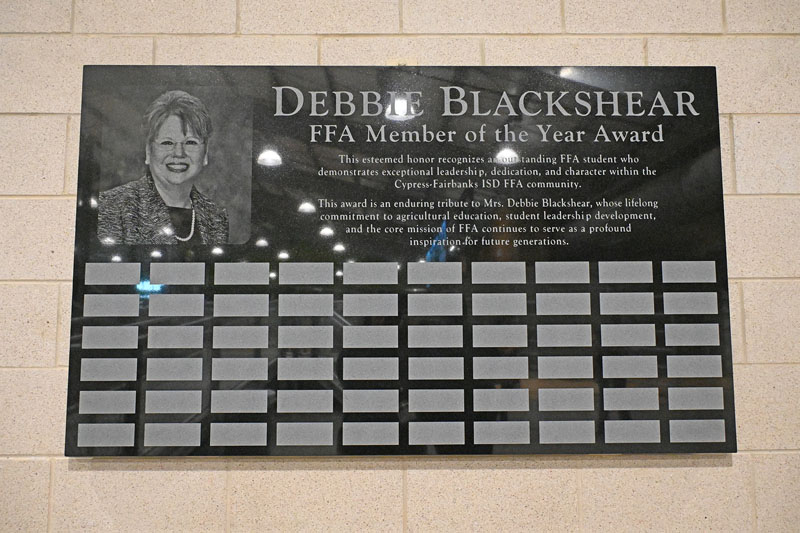 DEBBIE BLACKSHEAR
FFA Member of the Year Award
This esteemed honor recognizes an outstanding FFA student who
demonstrates exceptional leadership, dedication, and character within the
Cypress-Fairbanks ISD FFA community.
This award is an enduring tribute to Mrs. Debbie Blackshear, whose lifelong
commitment to agricultural education, student leadership development,
and the core mission of FFA continues to serve as a profound
inspiration for future generations.